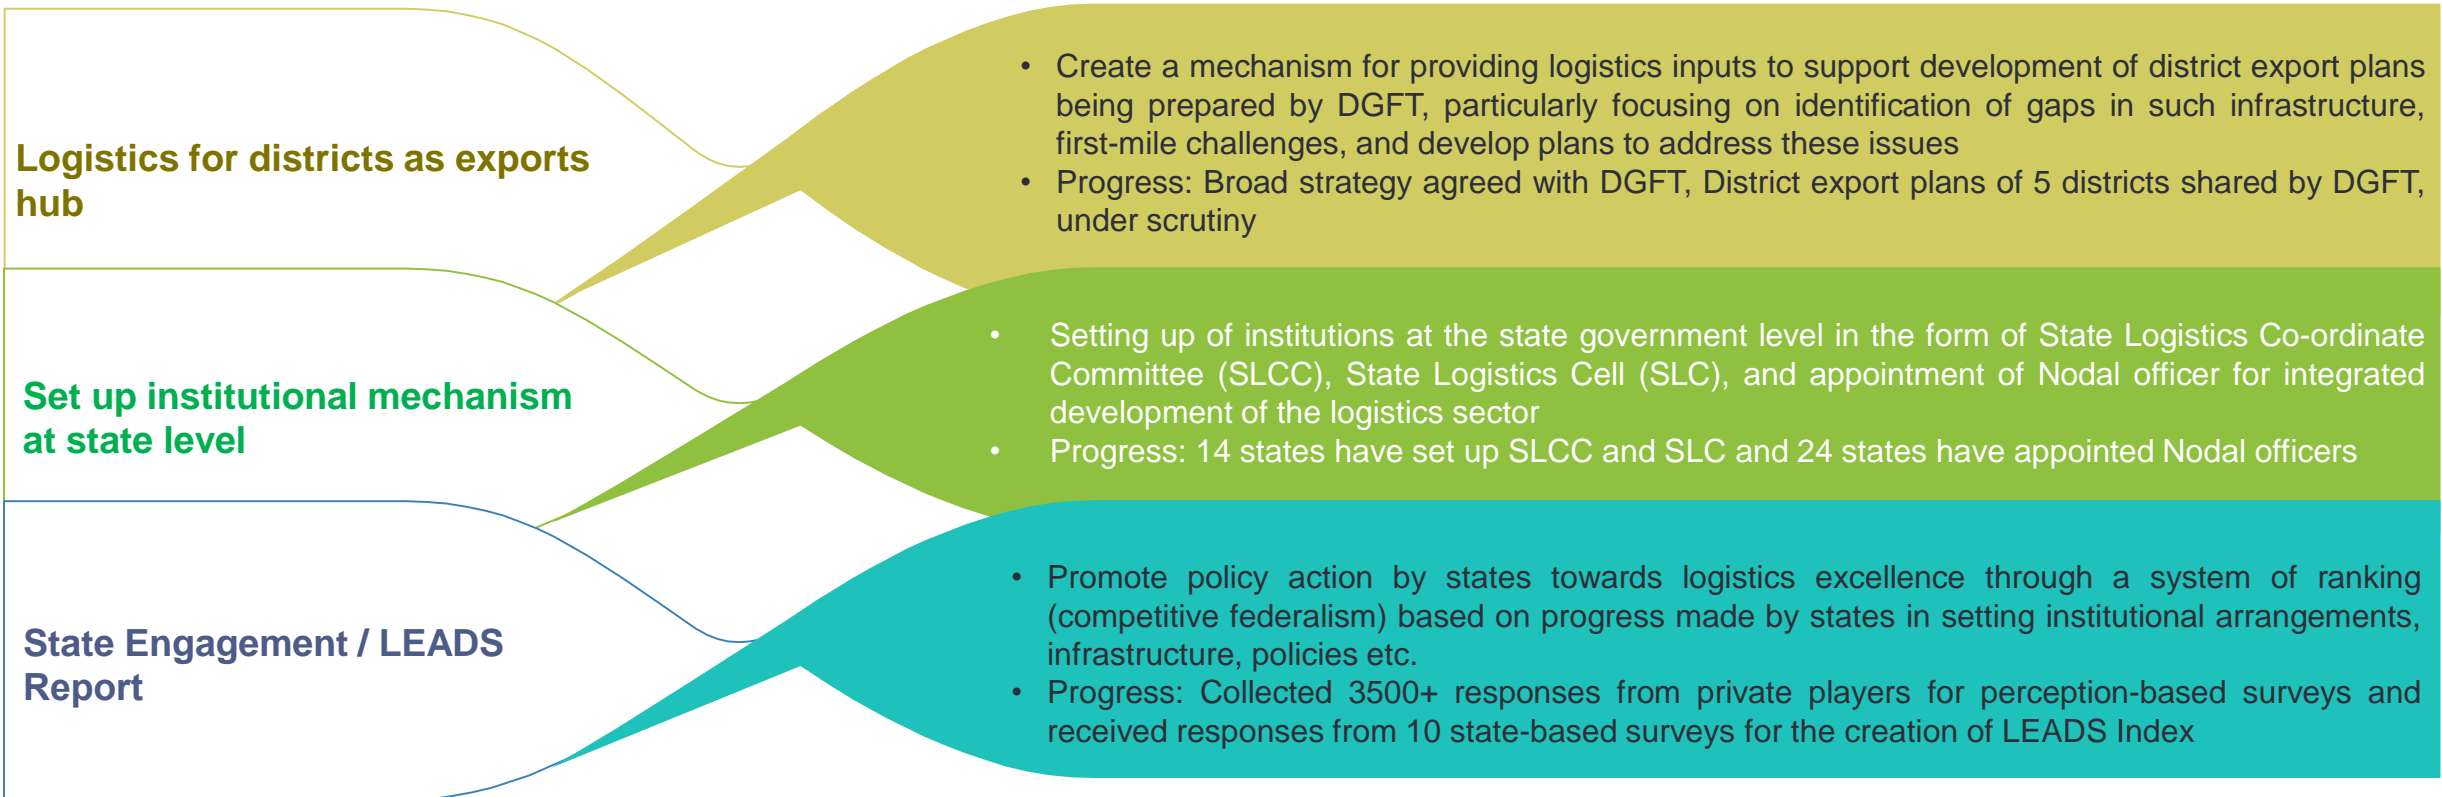 Logistics for districts as exports
hub
• Create a mechanism for providing logistics inputs to support development of district export plans
being prepared by DGFT, particularly focusing on identification of gaps in such infrastructure,
first-mile challenges, and develop plans to address these issues
• Progress: Broad strategy agreed with DGFT, District export plans of 5 districts shared by DGFT,
under scrutiny
Set up institutional mechanism
at state level
• Setting up of institutions at the state government level in the form of State Logistics Co-ordinate
Committee (SLCC), State Logistics Cell (SLC), and appointment of Nodal officer for integrated
development of the logistics sector
• Progress: 14 states have set up SLCC and SLC and 24 states have appointed Nodal officers
State Engagement / LEADS
Report
• Promote policy action by states towards logistics excellence through a system of ranking
(competitive federalism) based on progress made by states in setting institutional arrangements,
infrastructure, policies etc.
• Progress: Collected 3500+ responses from private players for perception-based surveys and
received responses from 10 state-based surveys for the creation of LEADS Index